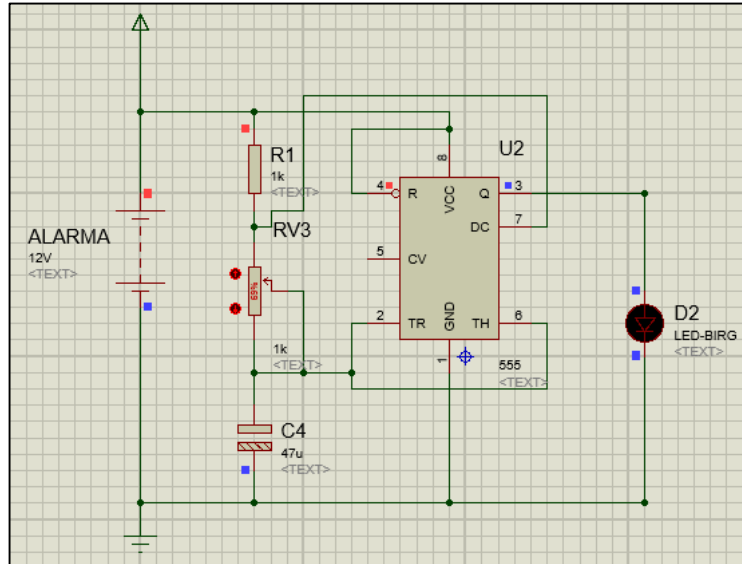 ALARMA
12V
<TEXT>
R1
1k
<TEXT>
RV3
69%
1k
<TEXT>
C4
47u
<TEXT>
U2
4
R
8
VCC
Q
3
DC
7
5
CV
2
TR
GND
1
TH
6
555
<TEXT>
D2
LED-BIRG
<TEXT>